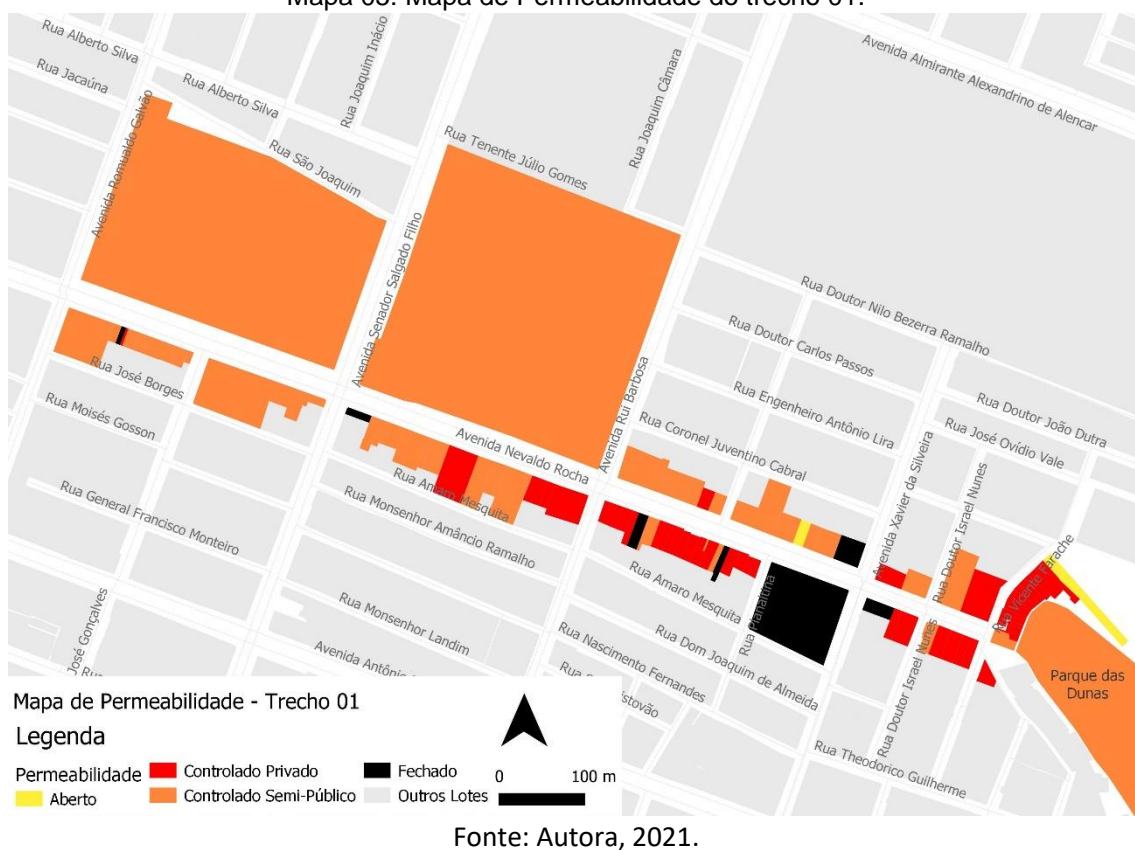 Mapa 03: Mapa de Permeabilidade do trecho 01.
Rua Alberto Silva
Rua Jacaúna
Rua Alberto Silva
Rua Joaquim Inácio
Rua São Joaquim
Avenida Romualdo Galvão
Rua Tenente Júlio Gomes
Rua Joaquim Câmara
Avenida Almirante Alexandrino de Alencar
Avenida Senador Salgado Filho
Rua Doutor Nilo Bezerra Ramalho
Rua Doutor Carlos Passos
Rua Engenheiro Antônio Lira
Rua Doutor João Dutra
Rua José Ovídio Vale
Rua José Borges
Rua Moisés Gosson
Avenida Rui Barbosa
Rua Coronel Juventino Cabral
Avenida Nevaldo Rocha
Avenida Xavier da Silveira
Rua Doutor Israel Nunes
Rua Vicente Farache
Rua General Francisco Monteiro
Rua Amaro Mesquita
Rua Monsenhor Amâncio Ramalho
Rua Amaro Mesquita
Rua Planaltina
Rua Monsenhor Landim
Rua Dom Joaquim de Almeida
Rua Nascimento Fernandes
Rua Doutor Israel Nunes
Parque das
Dunas
José Gonçalves
Avenida Antônio
Rua Theodorico Guilherme
Mapa de Permeabilidade - Trecho 01
Legenda
Permeabilidade
Aberto
Controlado Privado
Controlado Semi-Público
Fechado
Outros Lotes
0 100 m
Fonte: Autora, 2021.